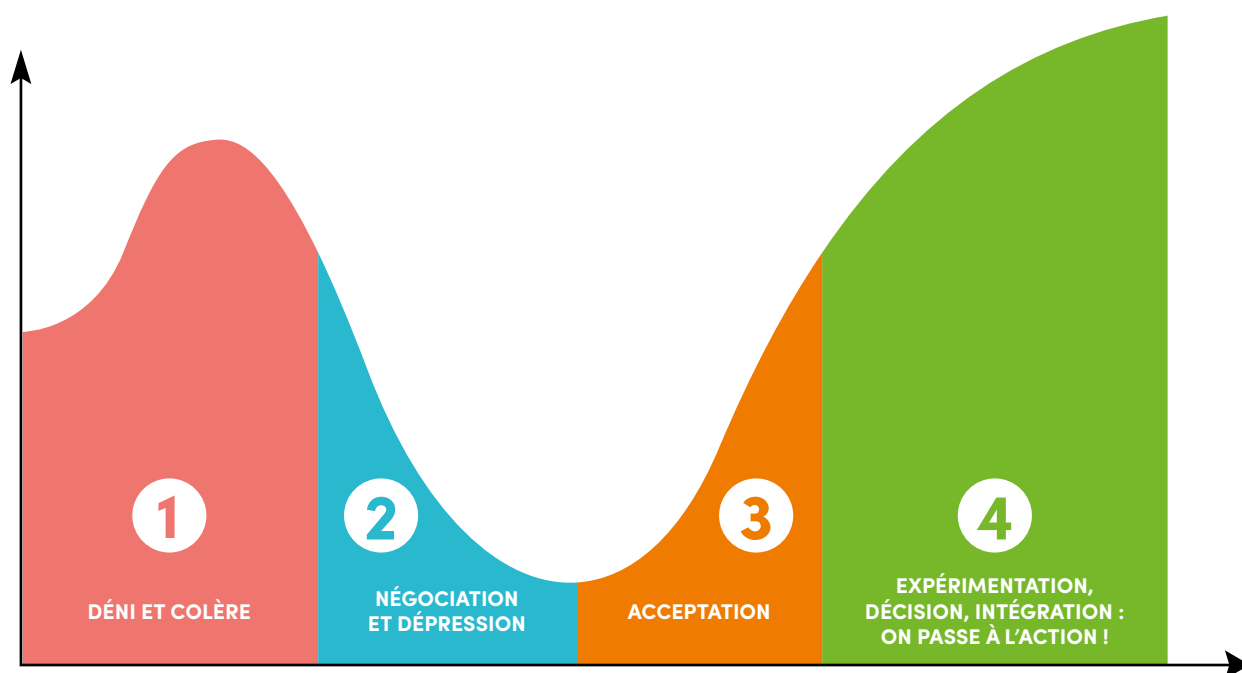 1
DÉNI ET COLÈRE
2
NÉGOCIATION
ET DÉPRESSION
3
ACCEPTATION
4
EXPÉRIMENTATION,
DÉCISION, INTÉGRATION :
ON PASSE À L’ACTION !